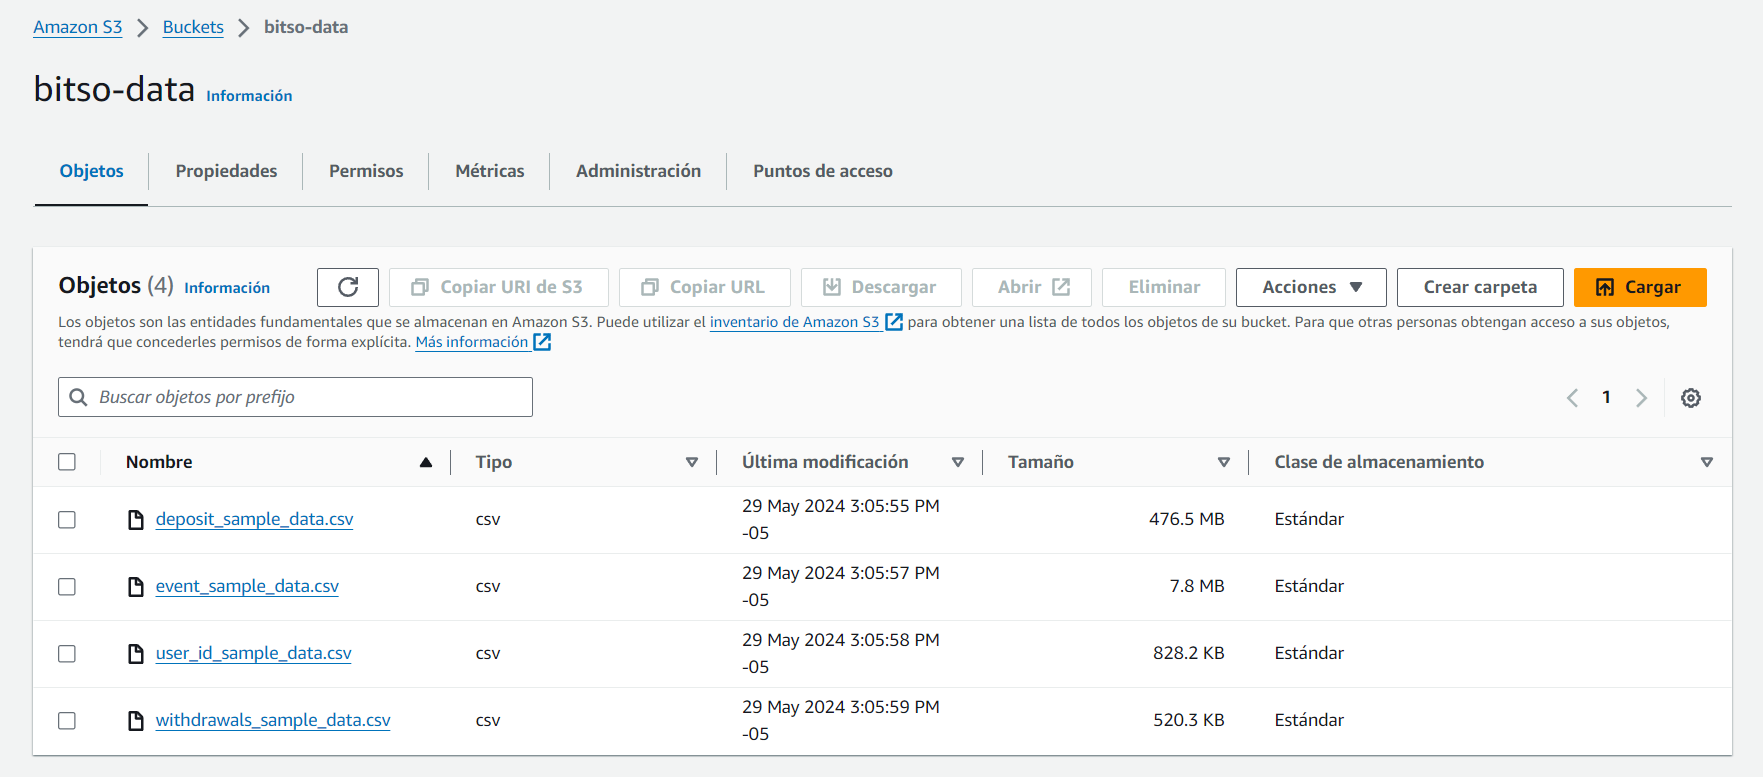 Amazon S3 > Buckets > bitso-data
bitso-data Información
Objetos Propiedades Permisos Métricas Administración Puntos de acceso
Objetos (4) Información Copiar URI de S3 Copiar URL Descargar Abrir Eliminar Acciones Crear carpeta Cargar
Los objetos son las entidades fundamentales que se almacenan en Amazon S3. Puede utilizar el inventario de Amazon S3 para obtener una lista de todos los objetos de su bucket. Para que otras personas obtengan acceso a sus objetos,
tendrá que concederles permisos de forma explícita. Más información
Buscar objetos por prefijo 1
Nombre Tipo Última modificación Tamaño Clase de almacenamiento
deposit_sample_data.csv csv 29 May 2024 3:05:55 PM -05 476.5 MB Estándar
event_sample_data.csv csv 29 May 2024 3:05:57 PM -05 7.8 MB Estándar
user_id_sample_data.csv csv 29 May 2024 3:05:58 PM -05 828.2 KB Estándar
withdrawals_sample_data.csv csv 29 May 2024 3:05:59 PM -05 520.3 KB Estándar